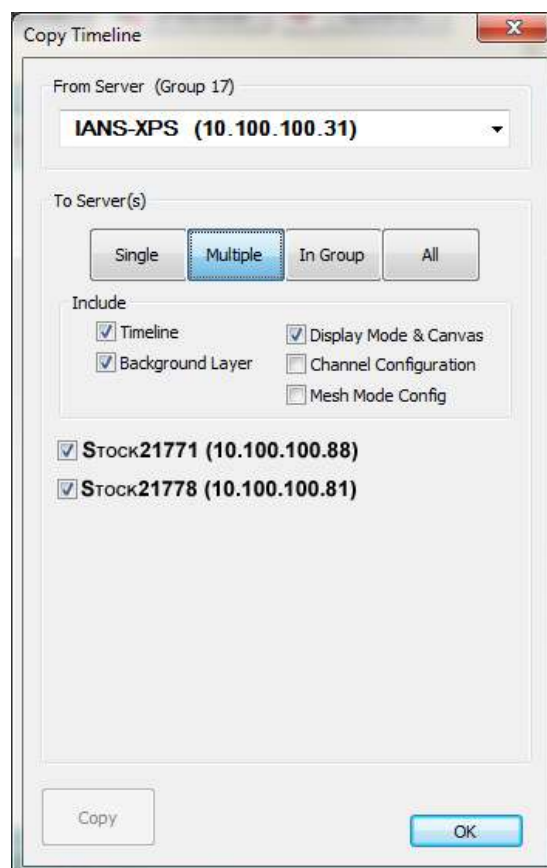 Copy Timeline
From Server (Group 17)
IANS-XPS (10.100.100.31)
To Server(s)
Single Multiple In Group All
Include
Timeline Display Mode & Canvas
Background Layer Channel Configuration
Mesh Mode Config
STOCK21771 (10.100.100.88)
STOCK21778 (10.100.100.81)
Copy
OK